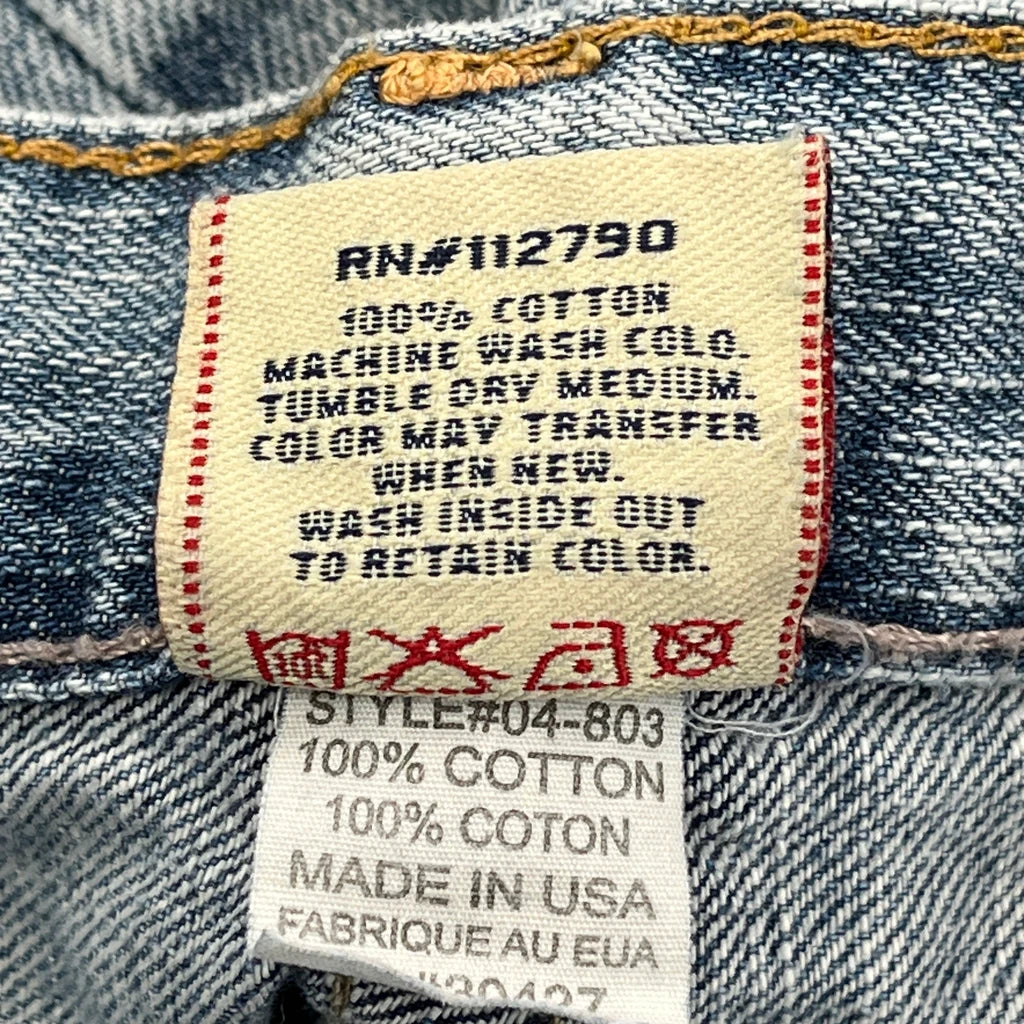 RN#112790
100% COTTON
MACHINE WASH COLD.
TUMBLE DRY MEDIUM.
COLOR MAY TRANSFER
WHEN NEW.
WASH INSIDE OUT
TO RETAIN COLOR.
STYLE#04-803
100% COTTON
100% COTON
MADE IN USA
FABRIQUE AU EUA